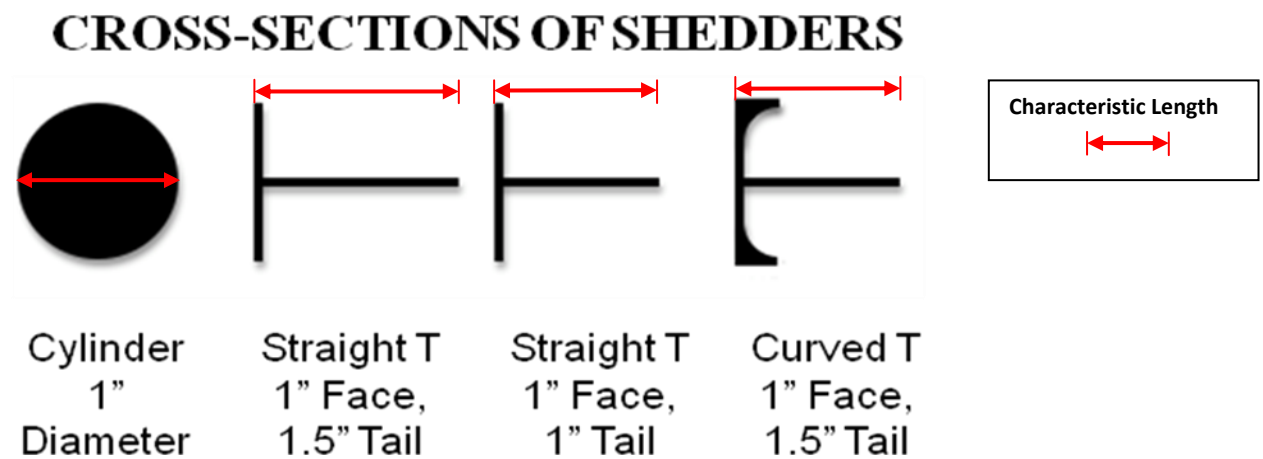 CROSS-SECTIONS OF SHEDDERS
Characteristic Length
Cylinder
1”
Diameter
Straight T
1” Face,
1.5” Tail
Straight T
1” Face,
1” Tail
Curved T
1” Face,
1.5” Tail